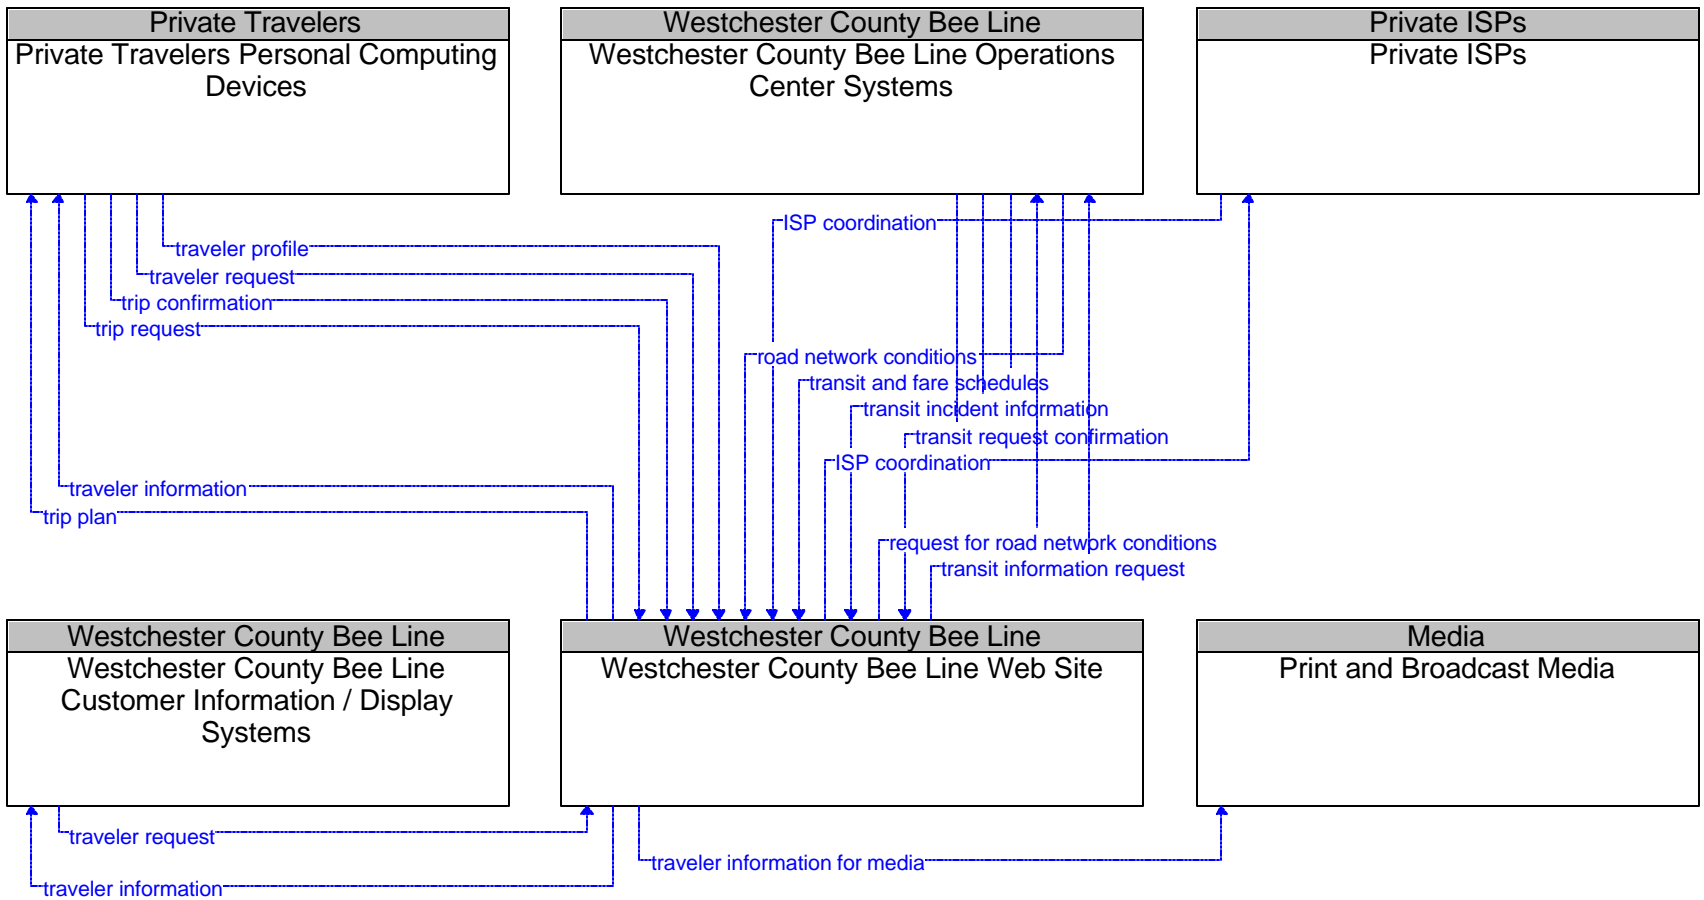 Private Travelers
Private Travelers Personal Computing
Devices
Westchester County Bee Line
Westchester County Bee Line Operations
Center Systems
Private ISPs
Private ISPs
ISP coordination
traveler profile
traveler request
trip confirmation
trip request
road network conditions
transit and fare schedules
transit incident information
transit request confirmation
ISP coordination
traveler information
trip plan
request for road network conditions
transit information request
Westchester County Bee Line
Westchester County Bee Line
Customer Information / Display
Systems
Westchester County Bee Line
Westchester County Bee Line Web Site
Media
Print and Broadcast Media
traveler request
traveler information for media
traveler information